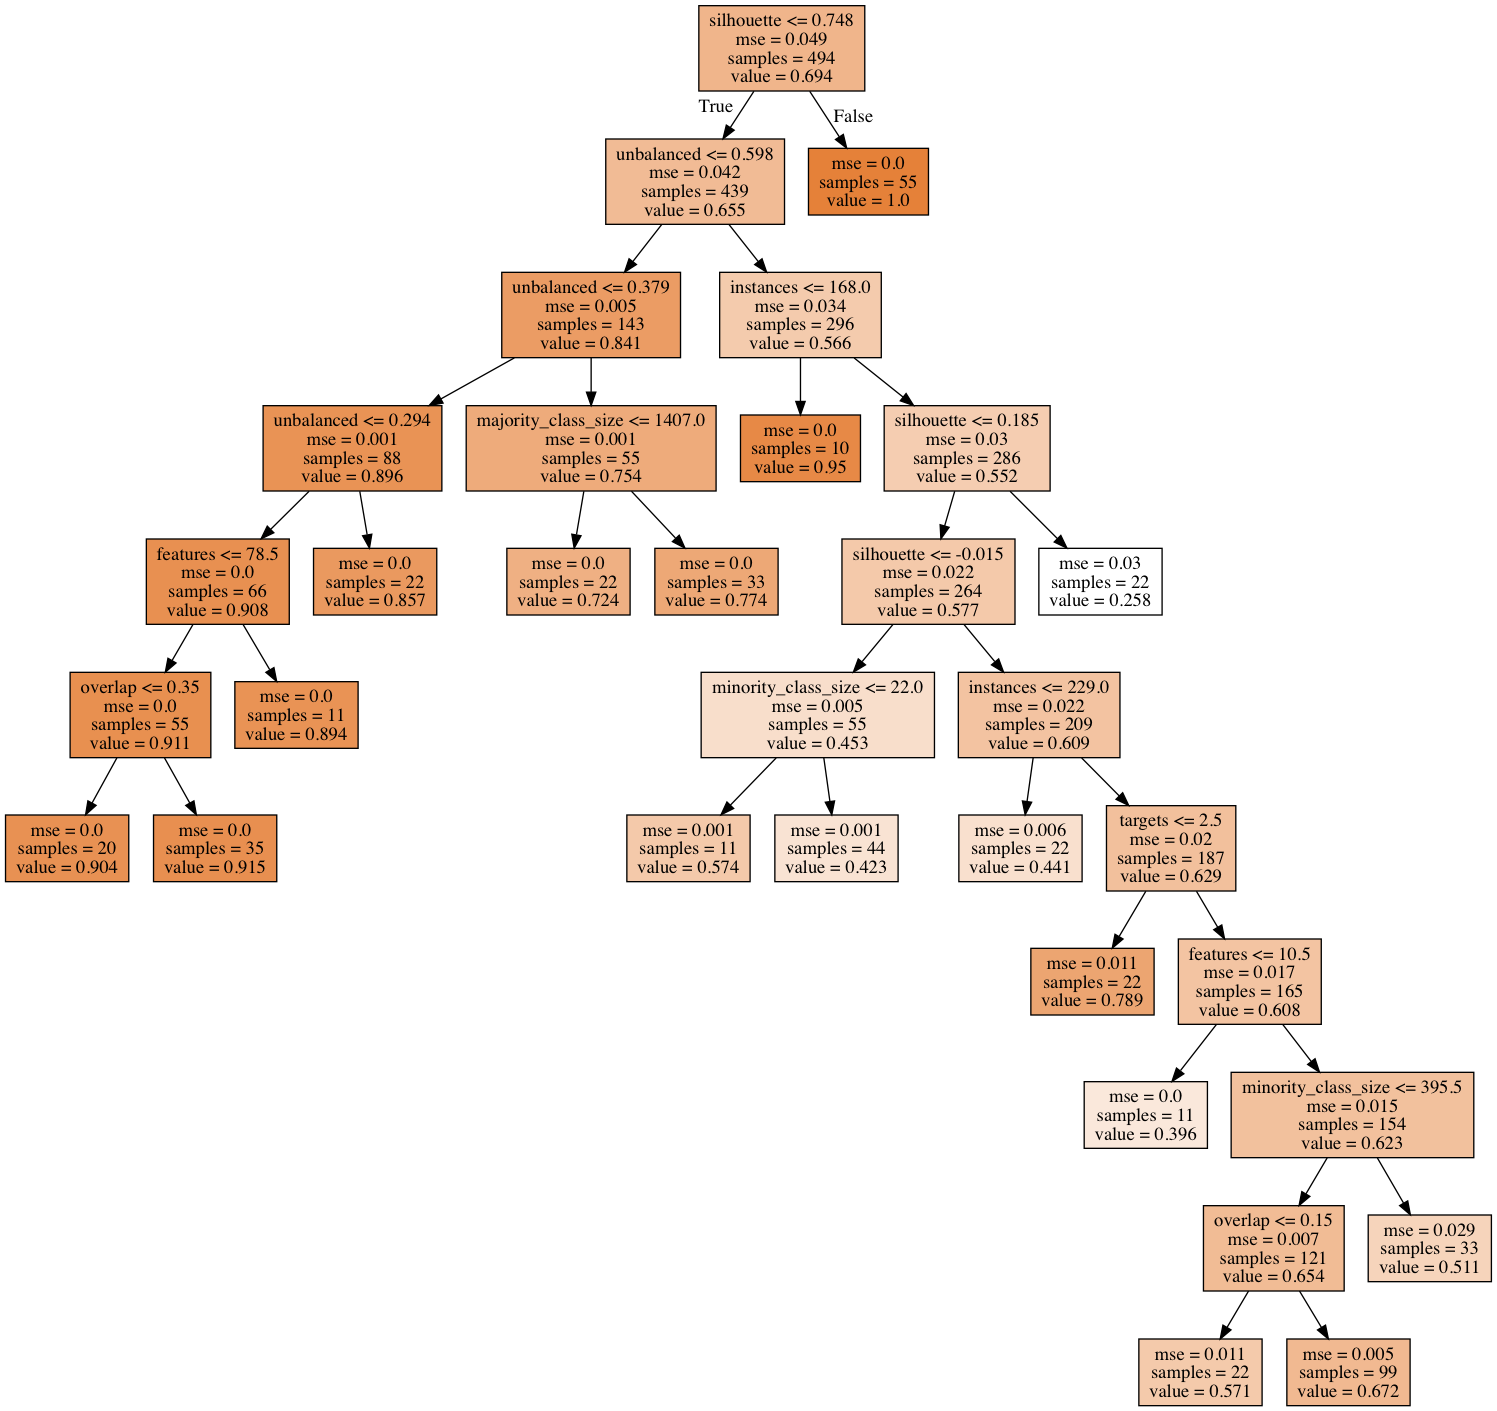 silhouette <= 0.748
mse = 0.049
samples = 494
value = 0.694
True
False
unbalanced <= 0.598
mse = 0.042
samples = 439
value = 0.655
mse = 0.0
samples = 55
value = 1.0
unbalanced <= 0.379
mse = 0.005
samples = 143
value = 0.841
instances <= 168.0
mse = 0.034
samples = 296
value = 0.566
unbalanced <= 0.294
mse = 0.001
samples = 88
value = 0.896
majority_class_size <= 1407.0
mse = 0.001
samples = 55
value = 0.754
mse = 0.0
samples = 10
value = 0.95
silhouette <= 0.185
mse = 0.03
samples = 286
value = 0.552
features <= 78.5
mse = 0.0
samples = 66
value = 0.908
mse = 0.0
samples = 22
value = 0.857
mse = 0.0
samples = 22
value = 0.724
mse = 0.0
samples = 33
value = 0.774
silhouette <= -0.015
mse = 0.022
samples = 264
value = 0.577
mse = 0.03
samples = 22
value = 0.258
overlap <= 0.35
mse = 0.0
samples = 55
value = 0.911
mse = 0.0
samples = 11
value = 0.894
minority_class_size <= 22.0
mse = 0.005
samples = 55
value = 0.453
instances <= 229.0
mse = 0.022
samples = 209
value = 0.609
mse = 0.0
samples = 20
value = 0.904
mse = 0.0
samples = 35
value = 0.915
mse = 0.001
samples = 11
value = 0.574
mse = 0.001
samples = 44
value = 0.423
mse = 0.006
samples = 22
value = 0.441
targets <= 2.5
mse = 0.02
samples = 187
value = 0.629
mse = 0.011
samples = 22
value = 0.789
features <= 10.5
mse = 0.017
samples = 165
value = 0.608
mse = 0.0
samples = 11
value = 0.396
minority_class_size <= 395.5
mse = 0.015
samples = 154
value = 0.623
overlap <= 0.15
mse = 0.007
samples = 121
value = 0.654
mse = 0.029
samples = 33
value = 0.511
mse = 0.011
samples = 22
value = 0.571
mse = 0.005
samples = 99
value = 0.672